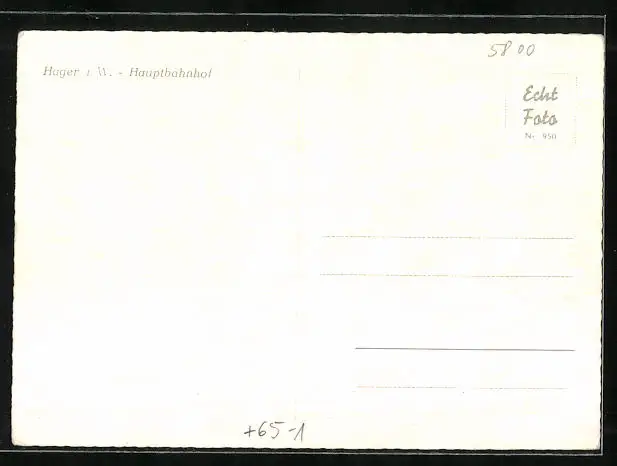 5800
Hagen i. W. - Hauptbahnhof
Echt
Foto
Nr. 950
+65-1